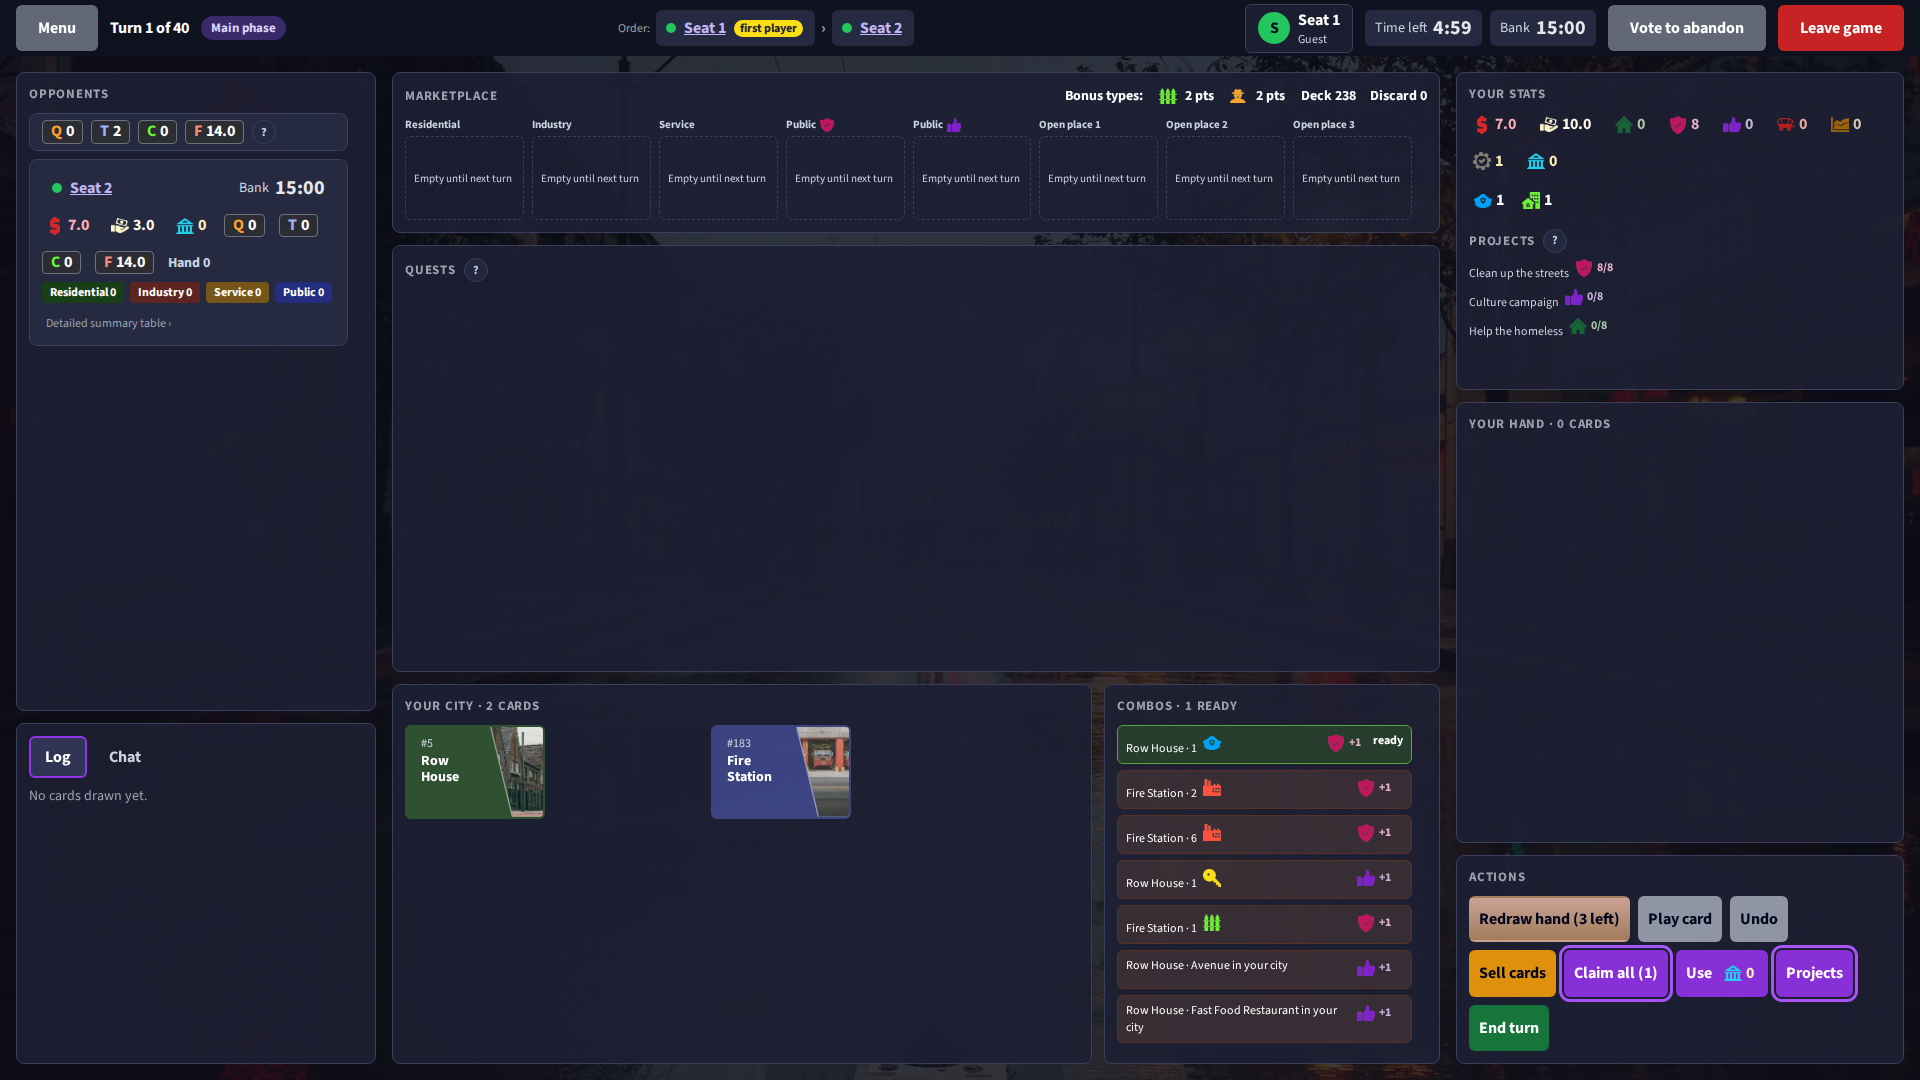 Menu
Turn 1 of 40
Main phase
Order:
Seat 1
first player
›
Seat 2
S
Seat 1
Guest
Time left 4:59
Bank 15:00
Vote to abandon
Leave game
OPPONENTS
Q 0
T 2
C 0
F 14.0
?
Seat 2
Bank 15:00
7.0
3.0
0
Q 0
T 0
C 0
F 14.0
Hand 0
Residential 0
Industry 0
Service 0
Public 0
Detailed summary table ›
Log
Chat
No cards drawn yet.
MARKETPLACE
Bonus types:
2 pts
2 pts
Deck 238
Discard 0
Residential
Industry
Service
Public
Public
Open place 1
Open place 2
Open place 3
Empty until next turn
Empty until next turn
Empty until next turn
Empty until next turn
Empty until next turn
Empty until next turn
Empty until next turn
Empty until next turn
QUESTS
?
YOUR CITY · 2 CARDS
#5
Row
House
#183
Fire
Station
COMBOS · 1 READY
Row House · 1
+1
ready
Fire Station · 2
+1
Fire Station · 6
+1
Row House · 1
+1
Fire Station · 1
+1
Row House · Avenue in your city
+1
Row House · Fast Food Restaurant in your
city
+1
YOUR STATS
7.0
10.0
0
8
0
0
0
1
0
1
1
PROJECTS
?
Clean up the streets
8/8
Culture campaign
0/8
Help the homeless
0/8
YOUR HAND · 0 CARDS
ACTIONS
Redraw hand (3 left)
Play card
Undo
Sell cards
Claim all (1)
Use 0
Projects
End turn